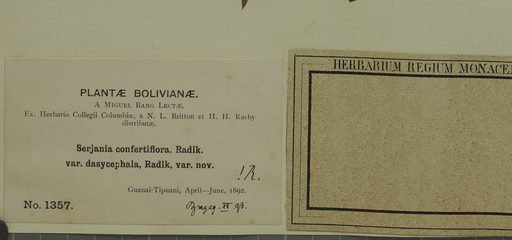 PLANTÆ BOLIVIANÆ.
A MIGUEL BANG LECTÆ.
Ex. Herbario Collegii Columbiæ, a N. L. Britton et H. H. Rusby
distributæ.
Serjania confertiflora, Radlk.
var. dasycephala, Radlk, var. nov.
!R.
Guanai-Tipuani, April—June, 1892.
No. 1357.
HERBARIUM REGIUM MONACE